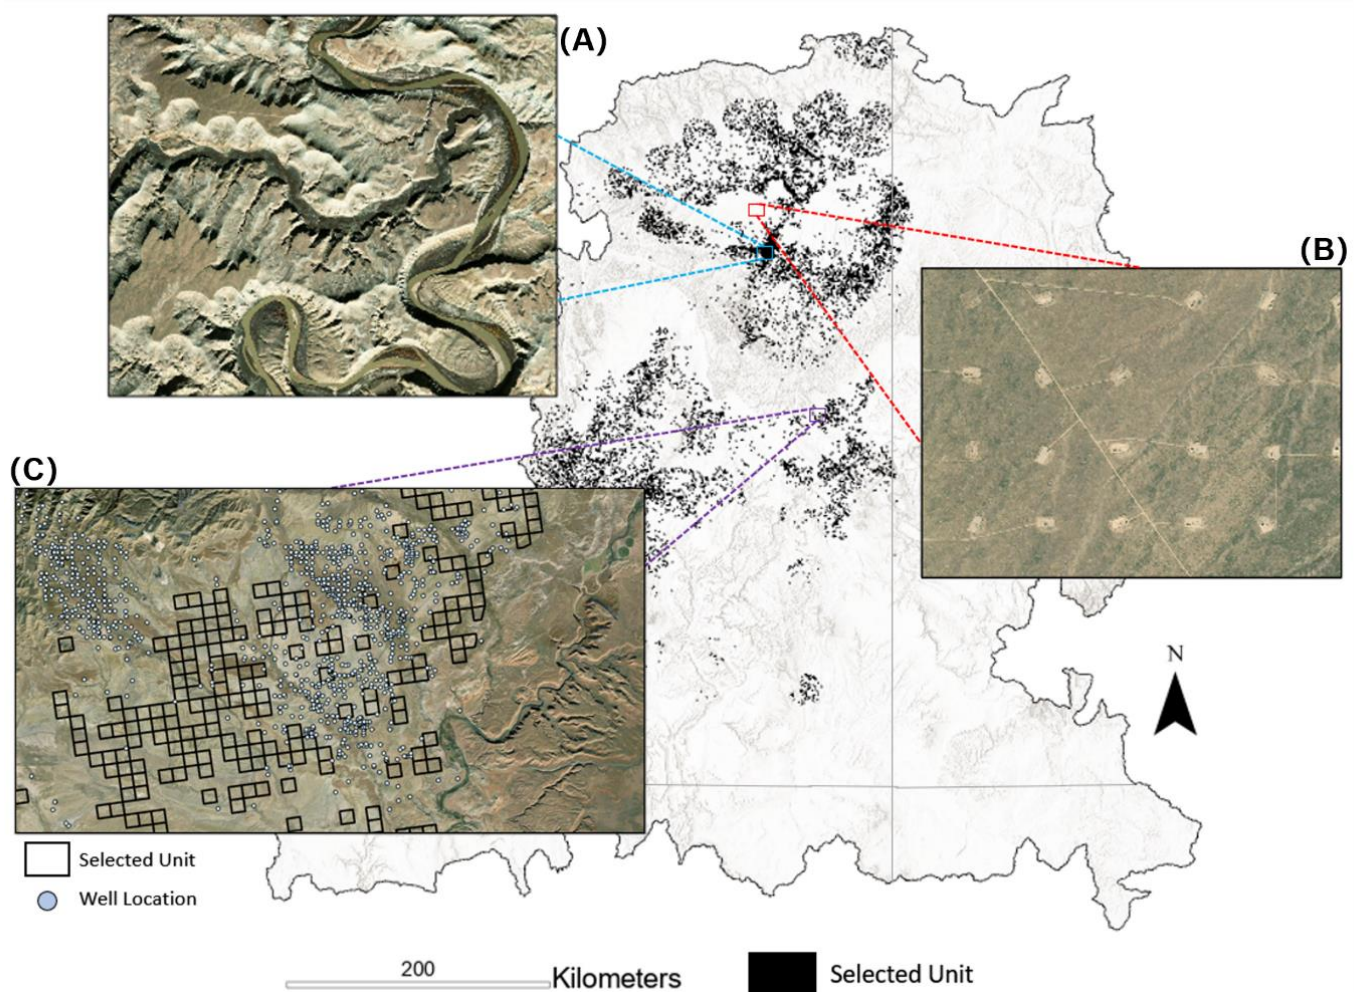 (A)
(B)
(C)
N
Selected Unit
Well Location
200
Kilometers
Selected Unit